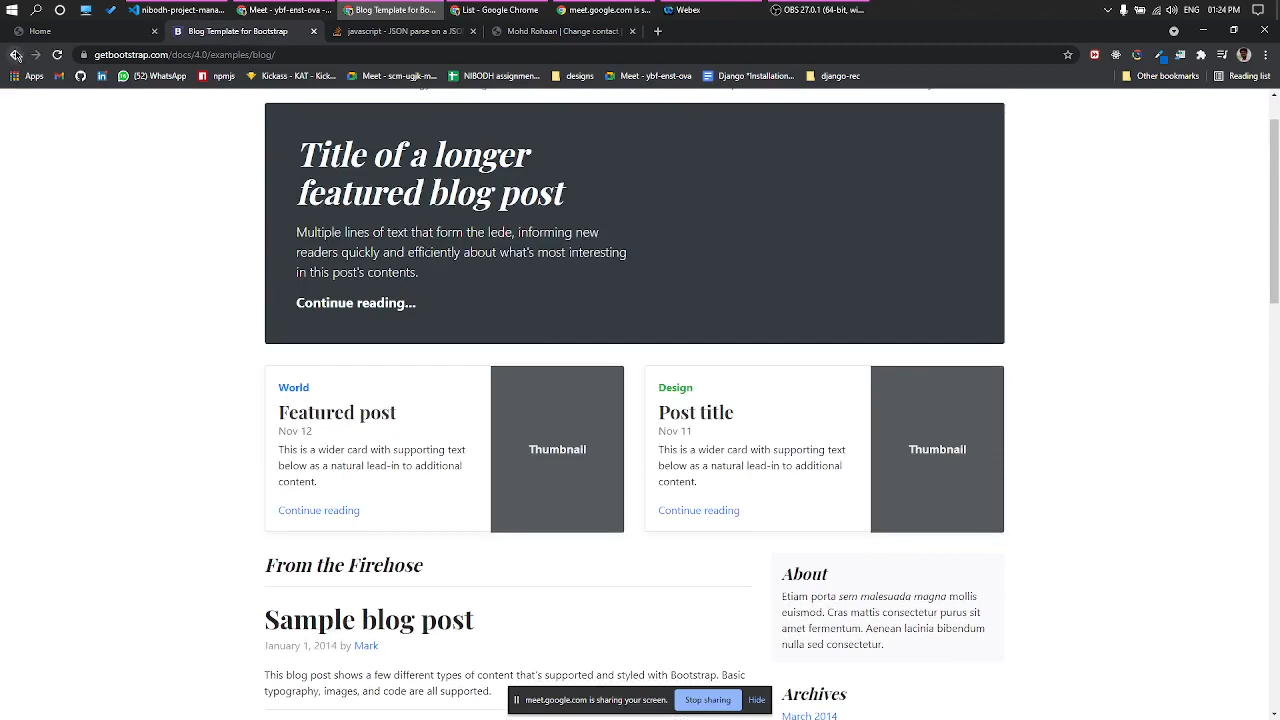 nibodh-project-mana...
Meet - yfr-enst-ova -...
Blog Template for Bo...
List - Google Chrome
meet.google.com is s...
Webex
OBS 27.0.1 (64-bit, wi...
ENG
01:34 PM
Home
Blog Template for Bootstrap
javascript - JSON parse on a JSO
Mohd Rohaan | Change contact |
getbootstrap.com/docs/4.0/examples/blog/
Apps
(52) WhatsApp
npmjs
Kickass - KAT - Kick...
Meet - scm-ugjk-m...
NIBODH assignmen...
designs
Meet - ybf-enst-ova
Django "Installation...
django-rec
Other bookmarks
Reading list
Title of a longer
featured blog post
Multiple lines of text that form the lede, informing new
readers quickly and efficiently about what's most interesting
in this post's contents.
Continue reading...
World
Featured post
Nov 12
This is a wider card with supporting text
below as a natural lead-in to additional
content.
Continue reading
Thumbnail
Design
Post title
Nov 11
This is a wider card with supporting text
below as a natural lead-in to additional
content.
Continue reading
Thumbnail
From the Firehose
Sample blog post
January 1, 2014 by Mark
This blog post shows a few different types of content that's supported and styled with Bootstrap. Basic
typography, images, and code are all supported.
About
Etiam porta sem malesuada magna mollis
euismod. Cras mattis consectetur purus sit
amet fermentum. Aenean lacinia bibendum
nulla sed consectetur.
Archives
March 2014
meet.google.com is sharing your screen.
Stop sharing
Hide